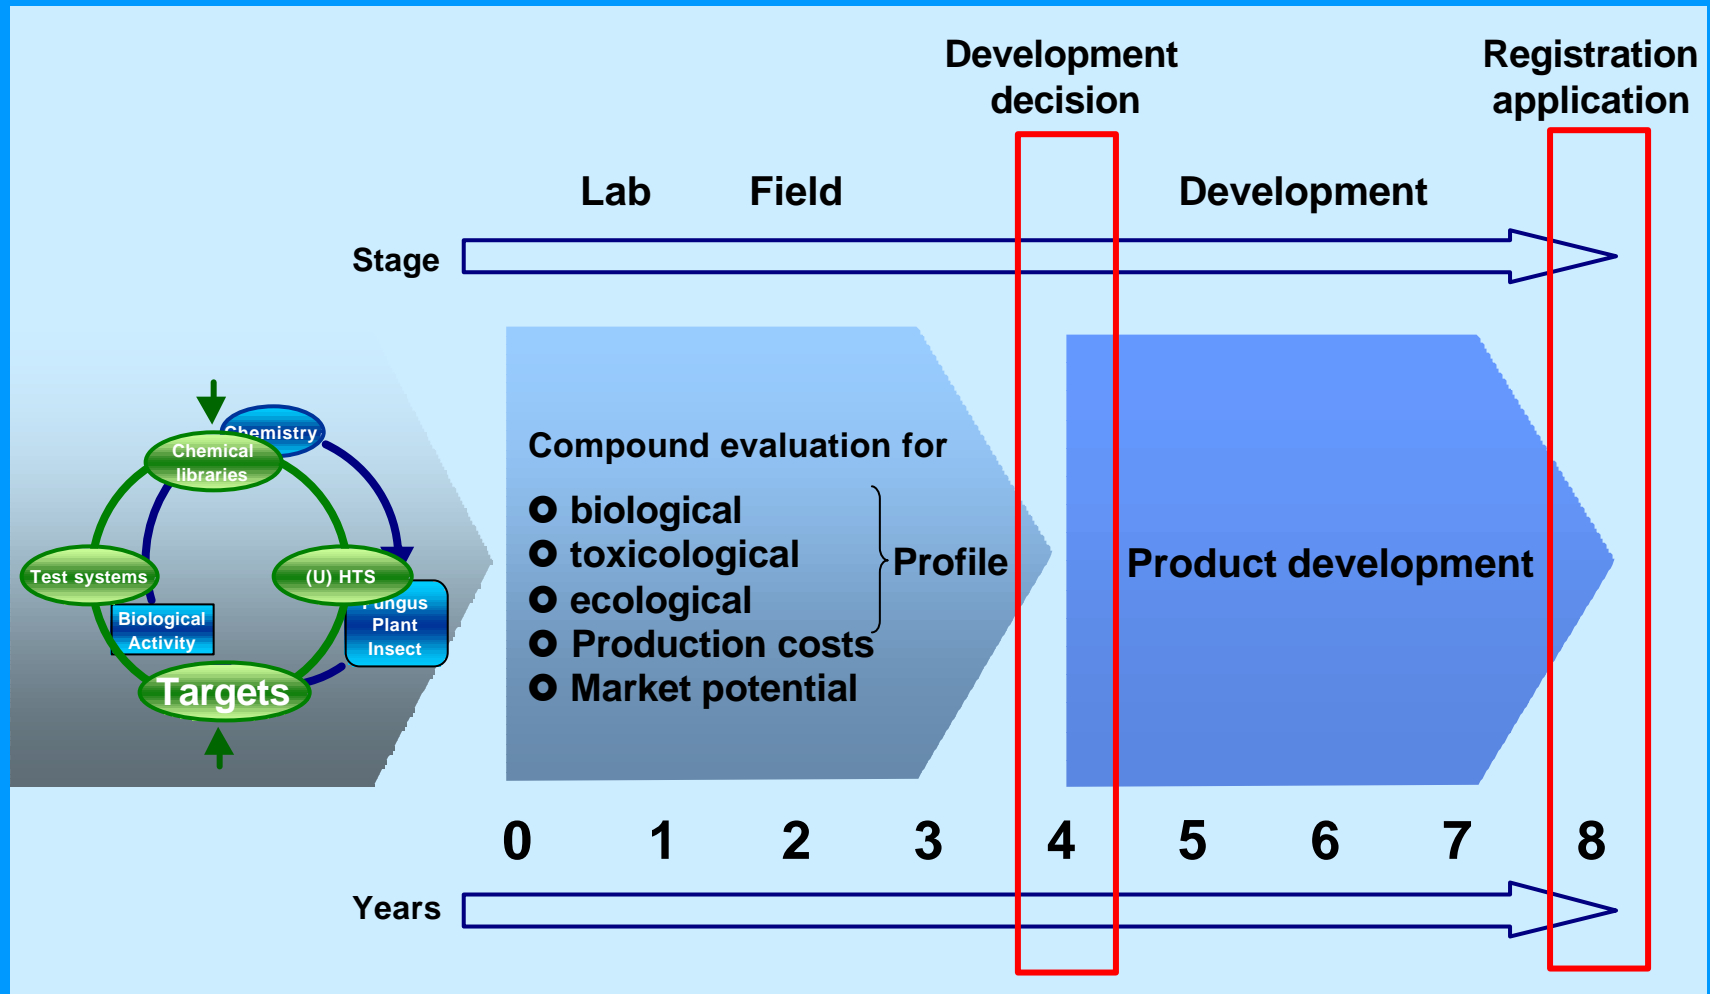 Development
decision
Registration
application
Lab
Field
Development
Stage
Chemistry
Chemical
libraries
Test systems
(U) HTS
Biological
Activity
Fungus
Plant
Insect
Targets
Compound evaluation for
biological
toxicological
ecological
Production costs
Market potential
Profile
Product development
0 1 2 3 4 5 6 7 8
Years